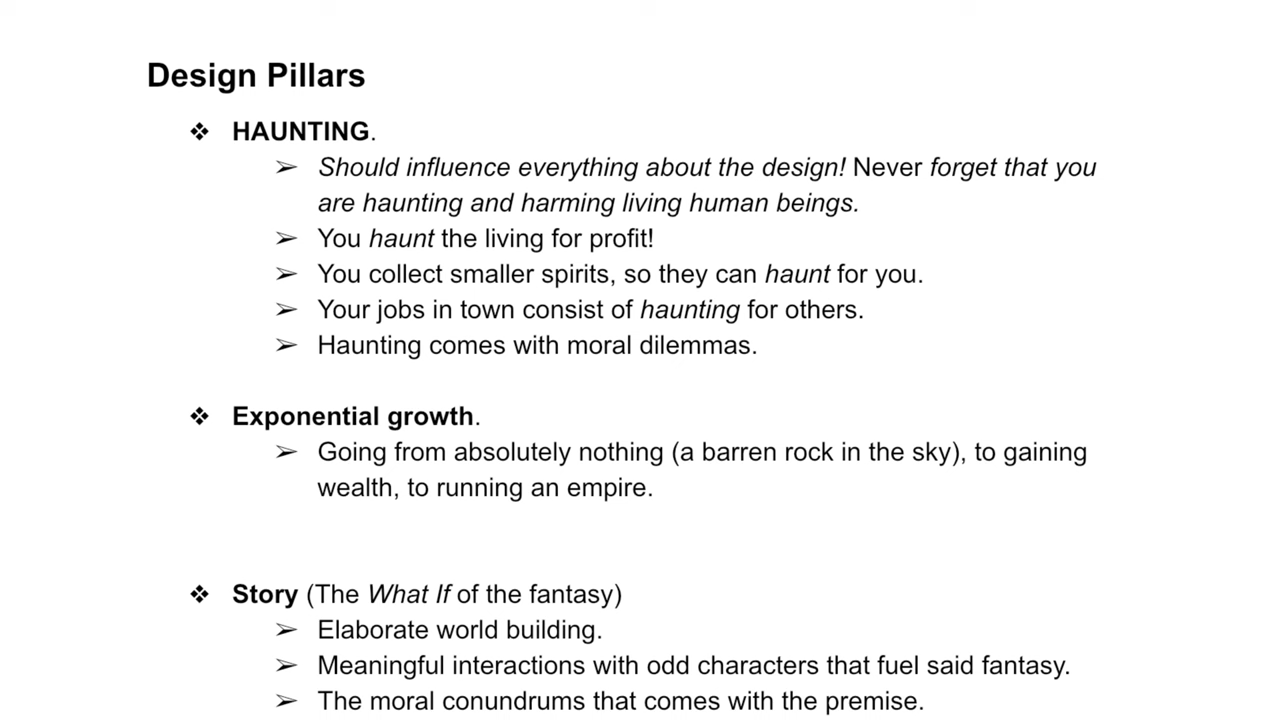 Design Pillars
❖ HAUNTING.
➢ Should influence everything about the design! Never forget that you
are haunting and harming living human beings.
➢ You haunt the living for profit!
➢ You collect smaller spirits, so they can haunt for you.
➢ Your jobs in town consist of haunting for others.
➢ Haunting comes with moral dilemmas.
❖ Exponential growth.
➢ Going from absolutely nothing (a barren rock in the sky), to gaining
wealth, to running an empire.
❖ Story (The What If of the fantasy)
➢ Elaborate world building.
➢ Meaningful interactions with odd characters that fuel said fantasy.
➢ The moral conundrums that comes with the premise.